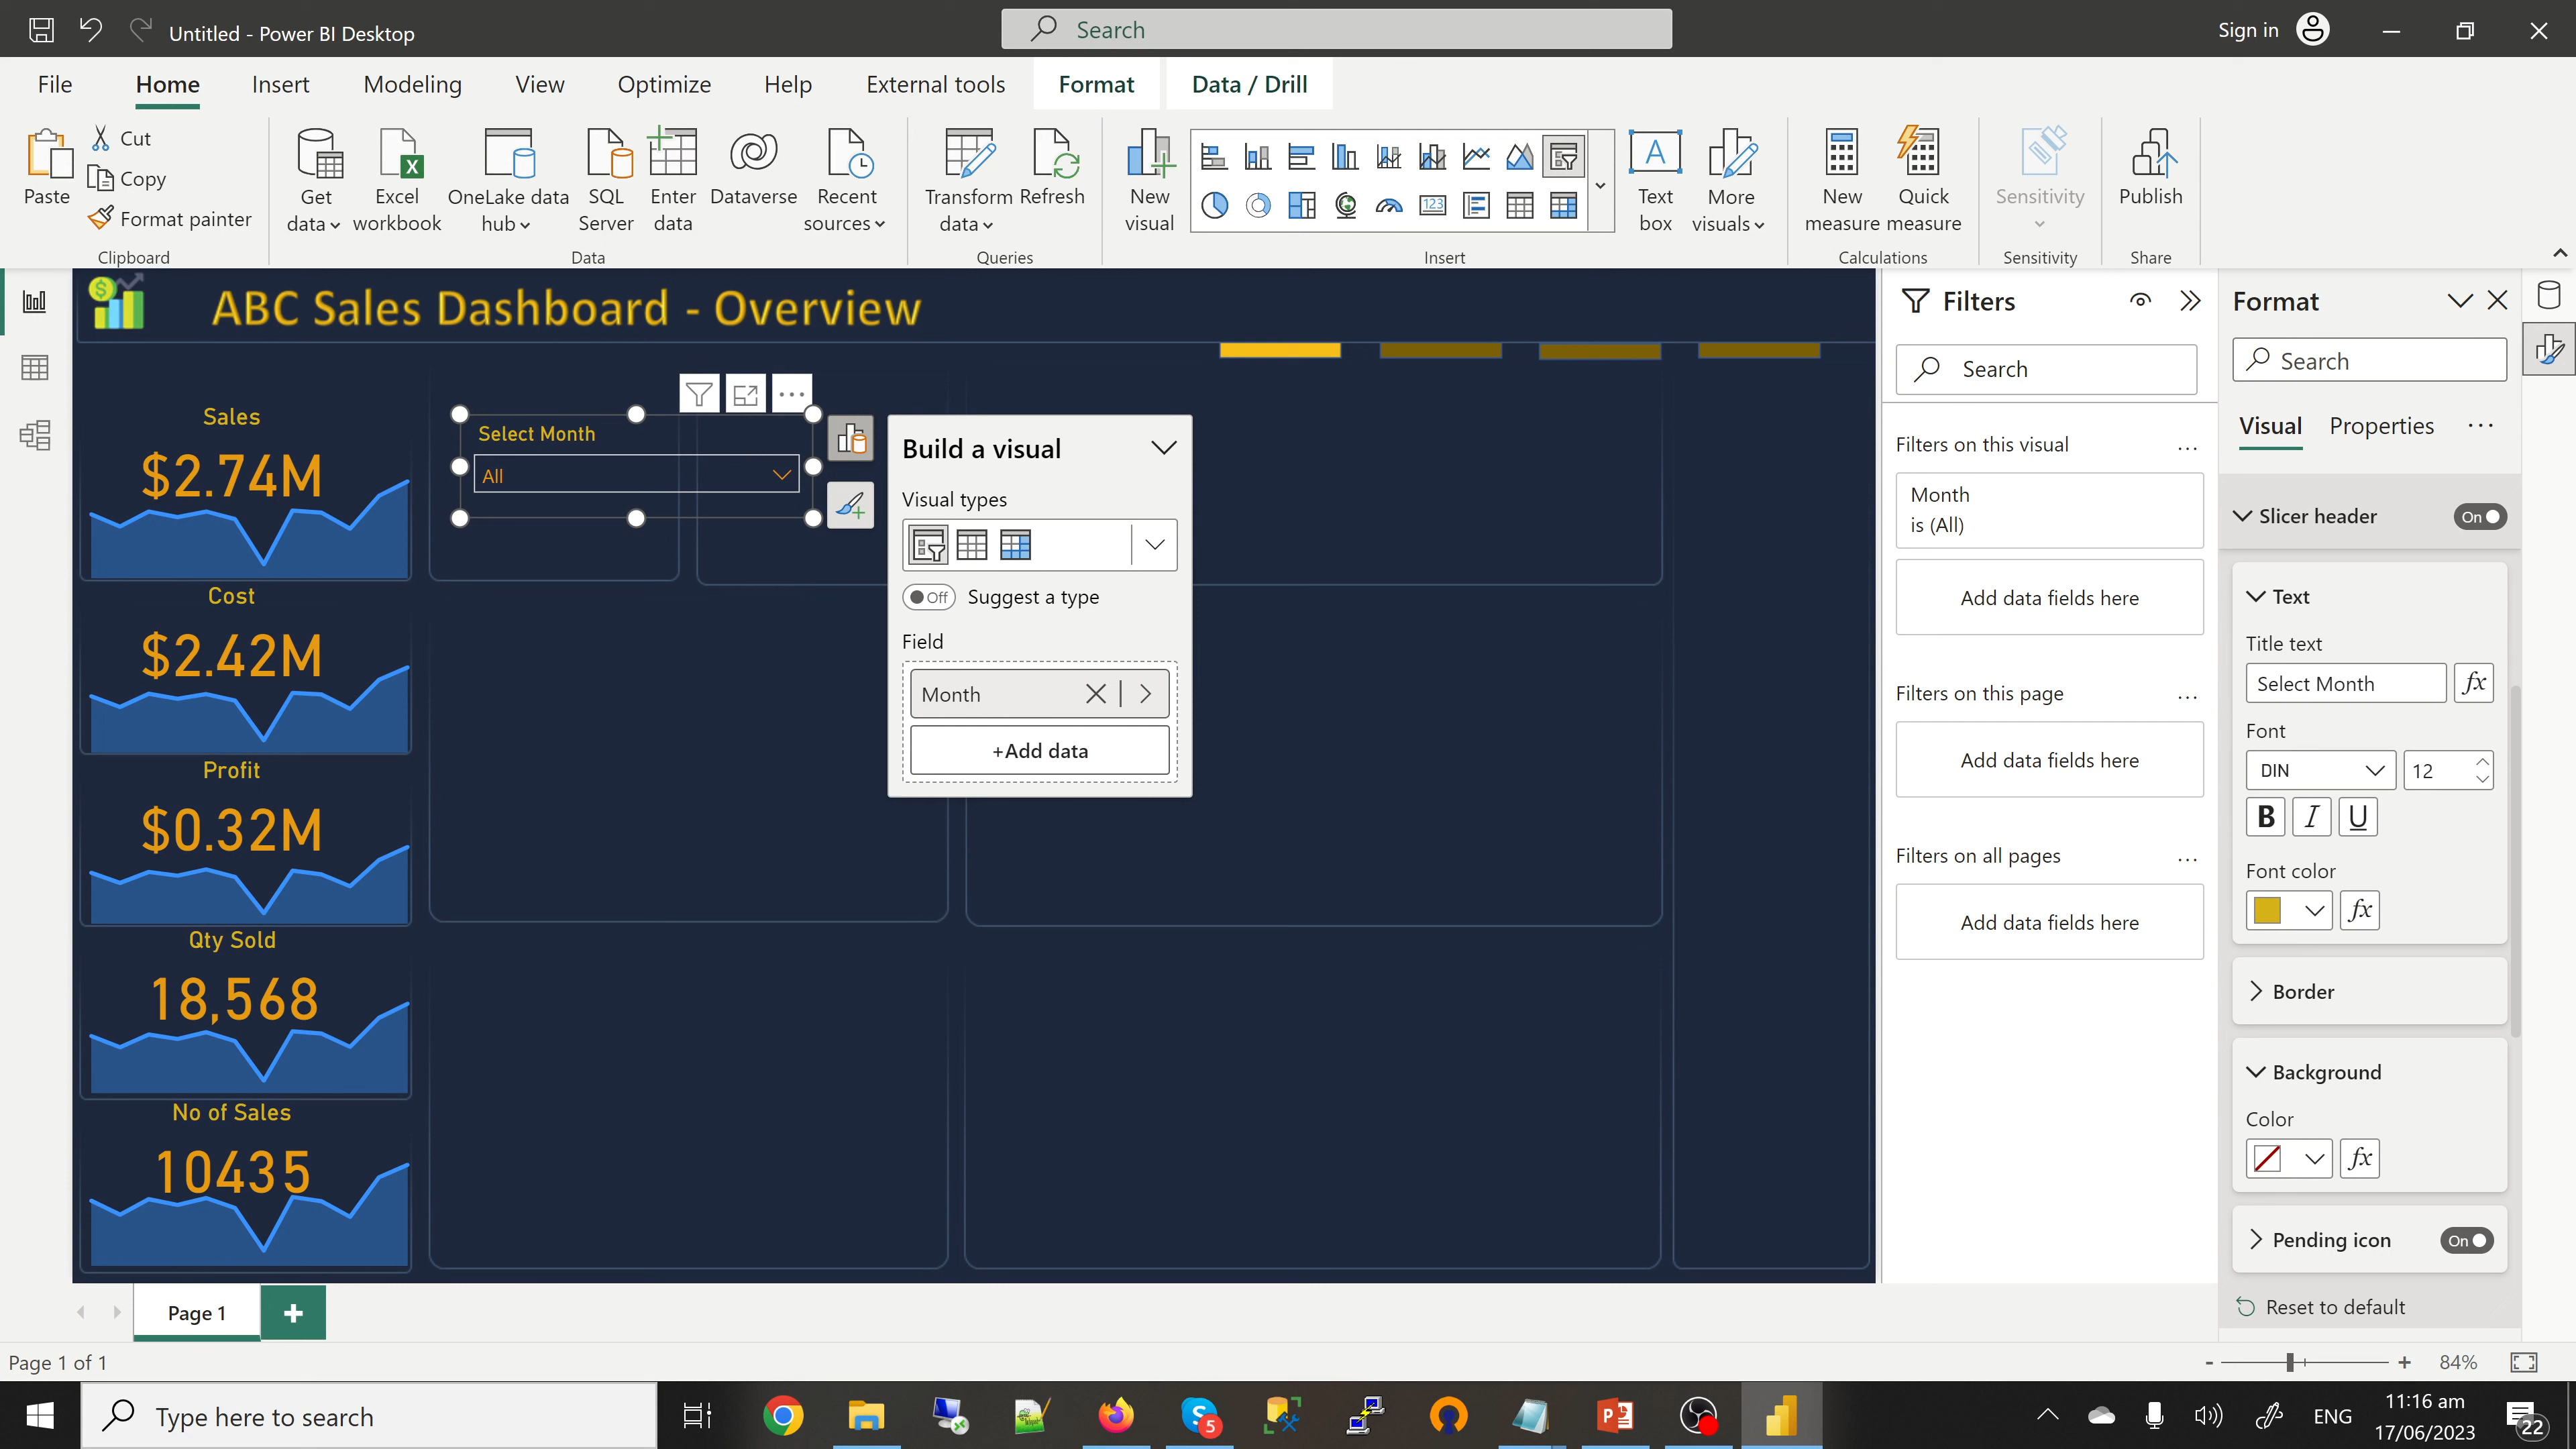 Untitled - Power BI Desktop
Search
Sign in
File Home Insert Modeling View Optimize Help External tools Format Data / Drill
Paste
Cut
Copy
Format painter
Clipboard
Get data
Excel workbook
OneLake data hub
SQL Server
Enter data
Dataverse
Recent sources
Data
Transform data
Refresh
Queries
New visual
Text box
More visuals
Insert
New measure
Quick measure
Calculations
Sensitivity
Sensitivity
Publish
Share
ABC Sales Dashboard - Overview
Sales
$2.74M
Cost
$2.42M
Profit
$0.32M
Qty Sold
18,568
No of Sales
10435
Select Month
All
Build a visual
Visual types
Off Suggest a type
Field
Month
+Add data
Filters
Search
Filters on this visual ...
Month
is (All)
Add data fields here
Filters on this page ...
Add data fields here
Filters on all pages ...
Add data fields here
Format
Search
Visual Properties ...
Slicer header On
Text
Title text
Select Month fx
Font
DIN 12
B I U
Font color
fx
Border
Background
Color
fx
Pending icon On
Reset to default
Page 1
Page 1 of 1
- + 84%
Type here to search
5
ENG
11:16 am
17/06/2023
22